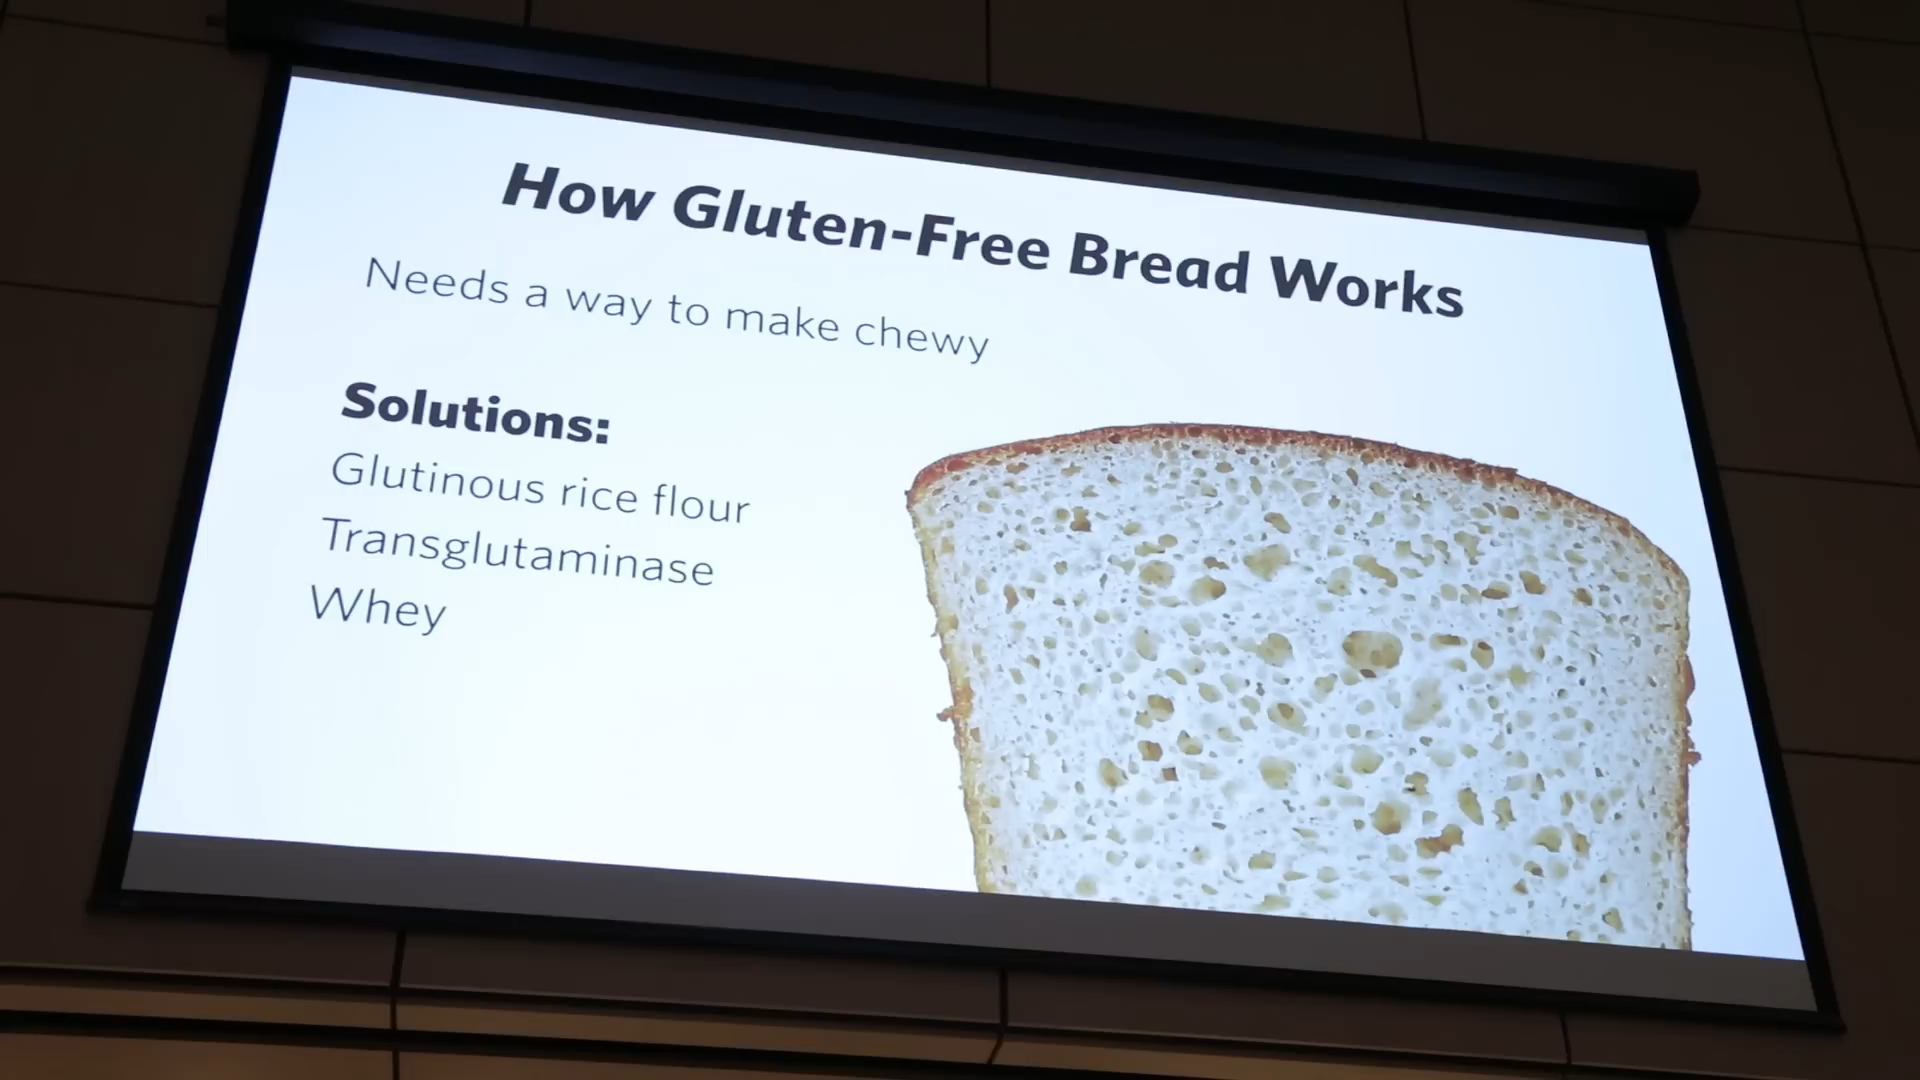 How Gluten-Free Bread Works
Needs a way to make chewy
Solutions:
Glutinous rice flour
Transglutaminase
Whey